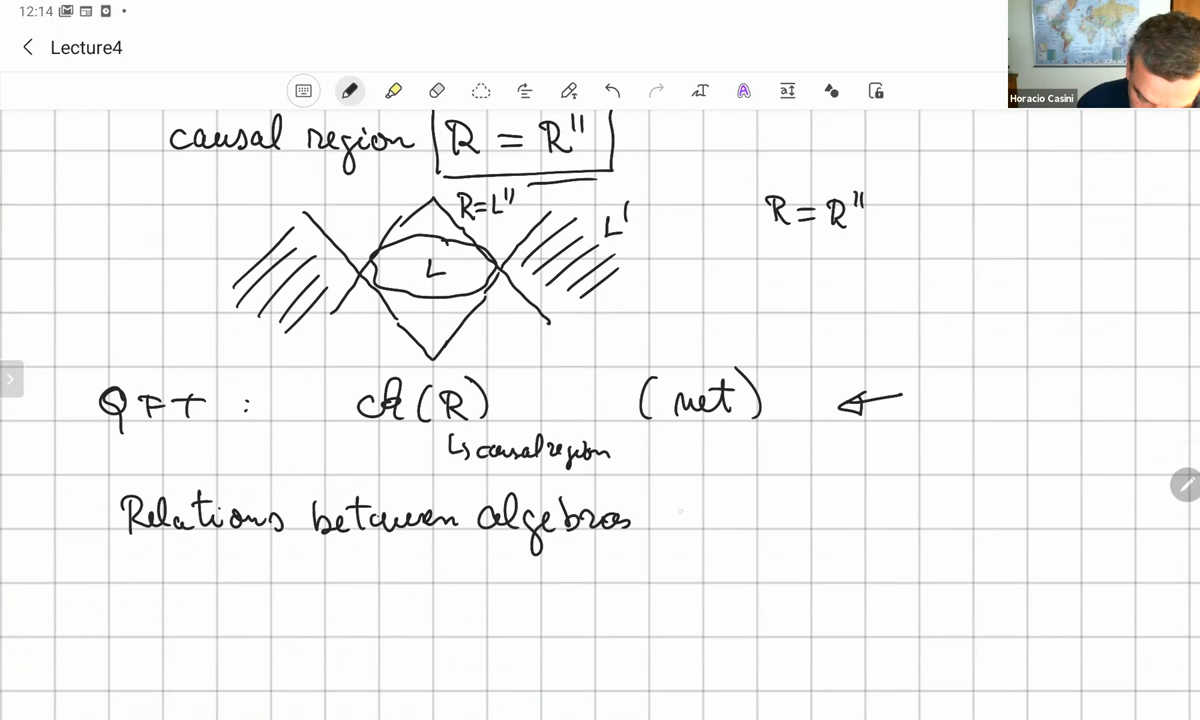 12:14
Lecture4
Horacio Casini
causal region R = R''
R=L''
L'
R = R''
L
QFT : A(R) (net) ←
↳ causal region
Relations between algebras